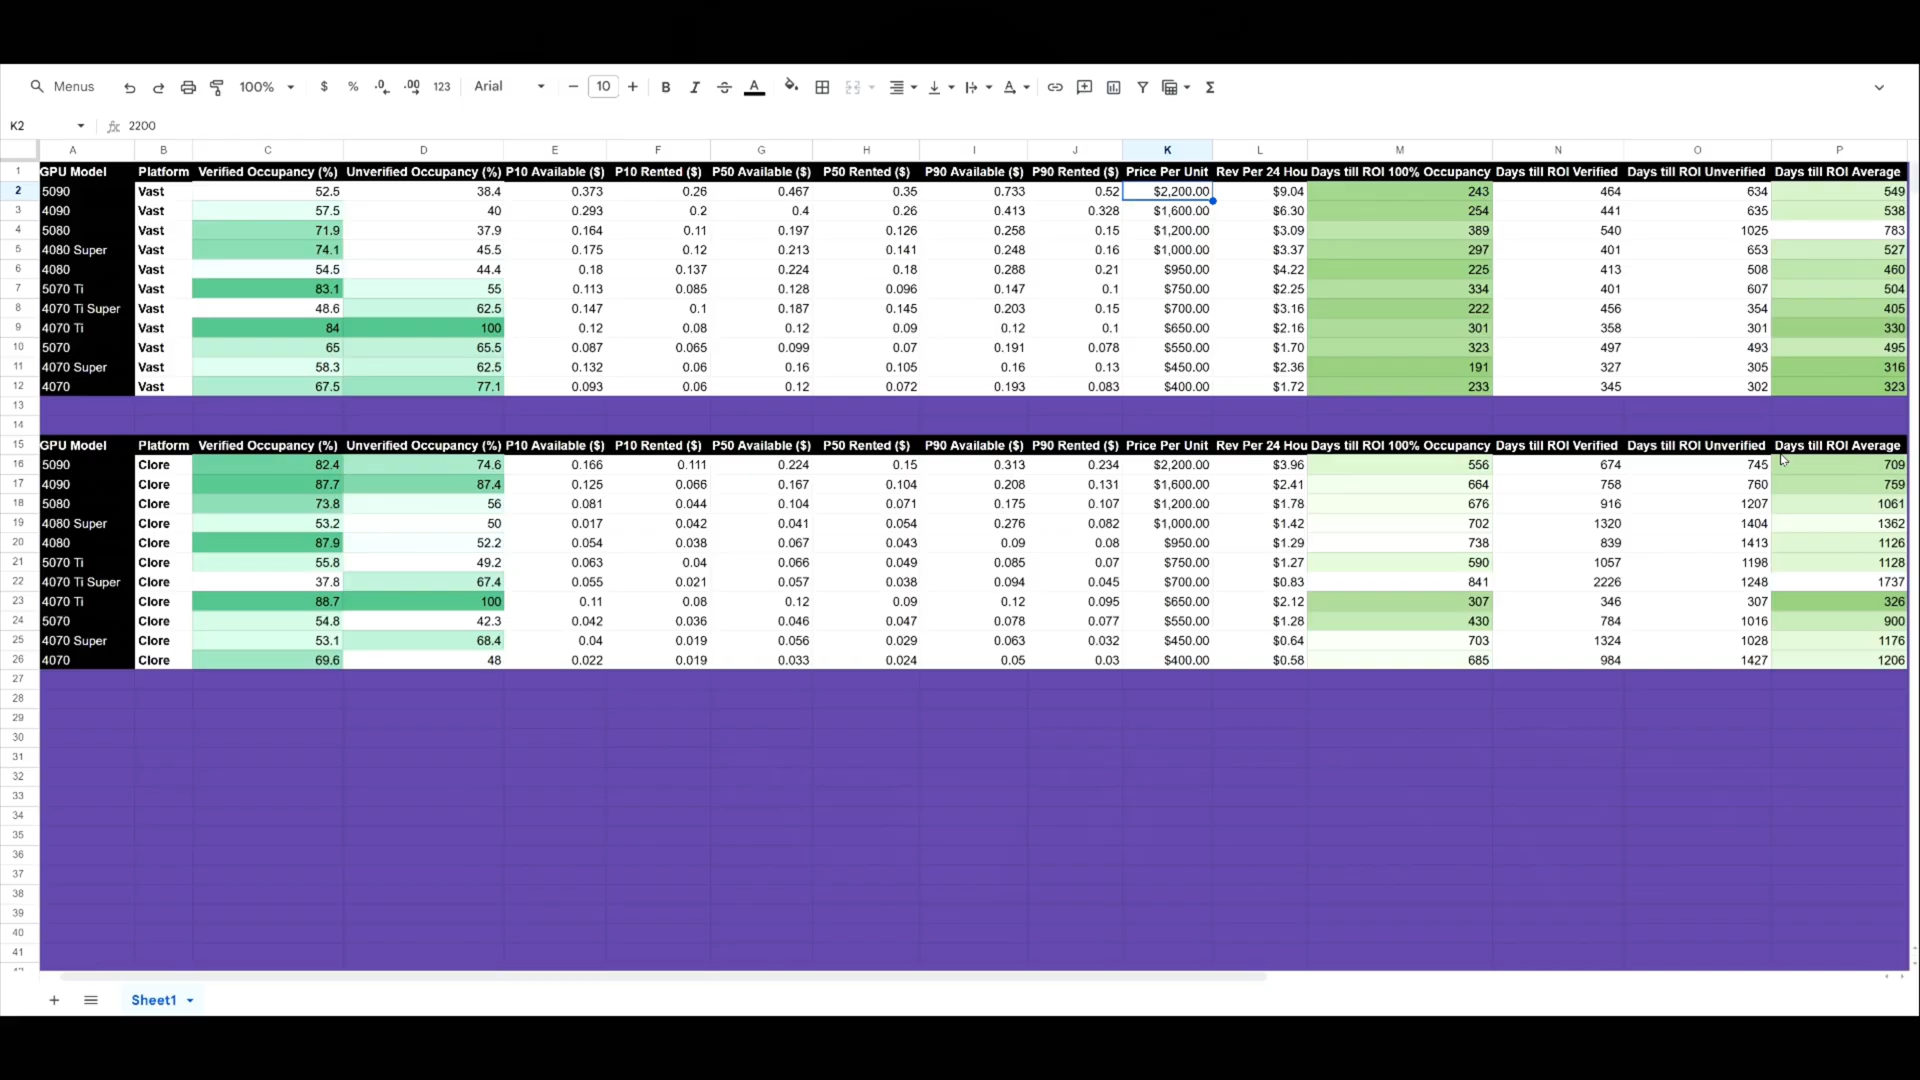 Menus 100% $ % .0 .00 123 Arial − 10 + B I A Σ
K2 fx 2200
A B C D E F G H I J K L M N O P
1 GPU Model Platform Verified Occupancy (%) Unverified Occupancy (%) P10 Available ($) P10 Rented ($) P50 Available ($) P50 Rented ($) P90 Available ($) P90 Rented ($) Price Per Unit Rev Per 24 Hou Days till ROI 100% Occupancy Days till ROI Verified Days till ROI Unverified Days till ROI Average
2 5090 Vast 52.5 38.4 0.373 0.26 0.467 0.35 0.733 0.52 $2,200.00 $9.04 243 464 634 549
3 4090 Vast 57.5 40 0.293 0.2 0.4 0.26 0.413 0.328 $1,600.00 $6.30 254 441 635 538
4 5080 Vast 71.9 37.9 0.164 0.11 0.197 0.126 0.258 0.15 $1,200.00 $3.09 389 540 1025 783
5 4080 Super Vast 74.1 45.5 0.175 0.12 0.213 0.141 0.248 0.16 $1,000.00 $3.37 297 401 653 527
6 4080 Vast 54.5 44.4 0.18 0.137 0.224 0.18 0.288 0.21 $950.00 $4.22 225 413 508 460
7 5070 Ti Vast 83.1 55 0.113 0.085 0.128 0.096 0.147 0.1 $750.00 $2.25 334 401 607 504
8 4070 Ti Super Vast 48.6 62.5 0.147 0.1 0.187 0.145 0.203 0.15 $700.00 $3.16 222 456 354 405
9 4070 Ti Vast 84 100 0.12 0.08 0.12 0.09 0.12 0.1 $650.00 $2.16 301 358 301 330
10 5070 Vast 65 65.5 0.087 0.065 0.099 0.07 0.191 0.078 $550.00 $1.70 323 497 493 495
11 4070 Super Vast 58.3 62.5 0.132 0.06 0.16 0.105 0.16 0.13 $450.00 $2.36 191 327 305 316
12 4070 Vast 67.5 77.1 0.093 0.06 0.12 0.072 0.193 0.083 $400.00 $1.72 233 345 302 323
13
14
15 GPU Model Platform Verified Occupancy (%) Unverified Occupancy (%) P10 Available ($) P10 Rented ($) P50 Available ($) P50 Rented ($) P90 Available ($) P90 Rented ($) Price Per Unit Rev Per 24 Hou Days till ROI 100% Occupancy Days till ROI Verified Days till ROI Unverified Days till ROI Average
16 5090 Clore 82.4 74.6 0.166 0.111 0.224 0.15 0.313 0.234 $2,200.00 $3.96 556 674 745 709
17 4090 Clore 87.7 87.4 0.125 0.066 0.167 0.104 0.208 0.131 $1,600.00 $2.41 664 758 760 759
18 5080 Clore 73.8 56 0.081 0.044 0.104 0.071 0.175 0.107 $1,200.00 $1.78 676 916 1207 1061
19 4080 Super Clore 53.2 50 0.017 0.042 0.041 0.054 0.276 0.082 $1,000.00 $1.42 702 1320 1404 1362
20 4080 Clore 87.9 52.2 0.054 0.038 0.067 0.043 0.09 0.08 $950.00 $1.29 738 839 1413 1126
21 5070 Ti Clore 55.8 49.2 0.063 0.04 0.066 0.049 0.085 0.07 $750.00 $1.27 590 1057 1198 1128
22 4070 Ti Super Clore 37.8 67.4 0.055 0.021 0.057 0.038 0.094 0.045 $700.00 $0.83 841 2226 1248 1737
23 4070 Ti Clore 88.7 100 0.11 0.08 0.12 0.09 0.12 0.095 $650.00 $2.12 307 346 307 326
24 5070 Clore 54.8 42.3 0.042 0.036 0.046 0.047 0.078 0.077 $550.00 $1.28 430 784 1016 900
25 4070 Super Clore 53.1 68.4 0.04 0.019 0.056 0.029 0.063 0.032 $450.00 $0.64 703 1324 1028 1176
26 4070 Clore 69.6 48 0.022 0.019 0.033 0.024 0.05 0.03 $400.00 $0.58 685 984 1427 1206
27
28
29
30
31
32
33
34
35
36
37
38
39
40
41
Sheet1